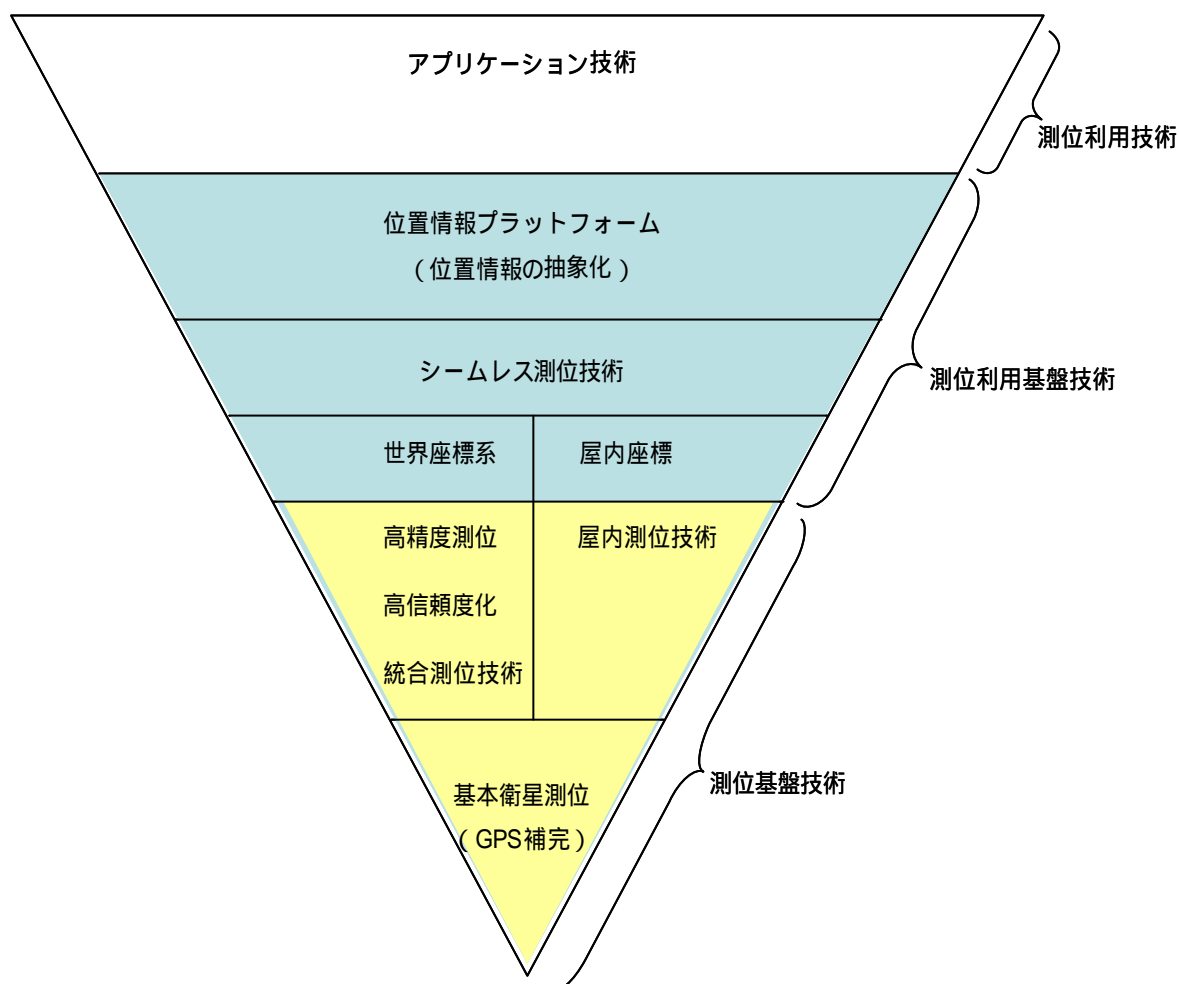 アプリケーション技術
測位利用技術
位置情報プラットフォーム
（位置情報の抽象化）
シームレス測位技術
測位利用基盤技術
世界座標系
屋内座標
高精度測位
屋内測位技術
高信頼度化
統合測位技術
測位基盤技術
基本衛星測位
（GPS補完）